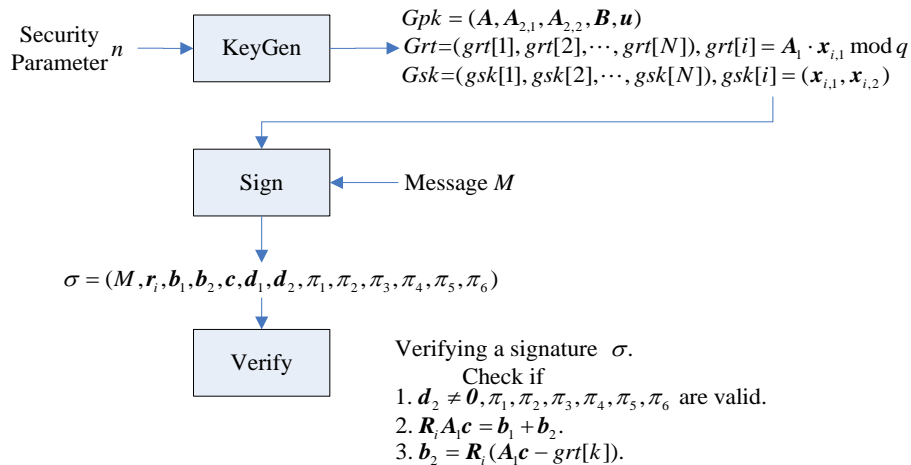 Security
Parameter n
KeyGen
Gpk = (A, A₂,₁, A₂,₂, B, u)
Grt=(grt[1], grt[2],⋯, grt[N]), grt[i] = A₁ · xᵢ,₁ mod q
Gsk=(gsk[1], gsk[2],⋯, gsk[N]), gsk[i] = (xᵢ,₁, xᵢ,₂)
Sign
Message M
σ = (M, rᵢ, b₁, b₂, c, d₁, d₂, π₁, π₂, π₃, π₄, π₅, π₆)
Verify
Verifying a signature σ.
Check if
1. d₂ ≠ 0, π₁, π₂, π₃, π₄, π₅, π₆ are valid.
2. RᵢA₁c = b₁ + b₂.
3. b₂ = Rᵢ(A₁c − grt[k]).